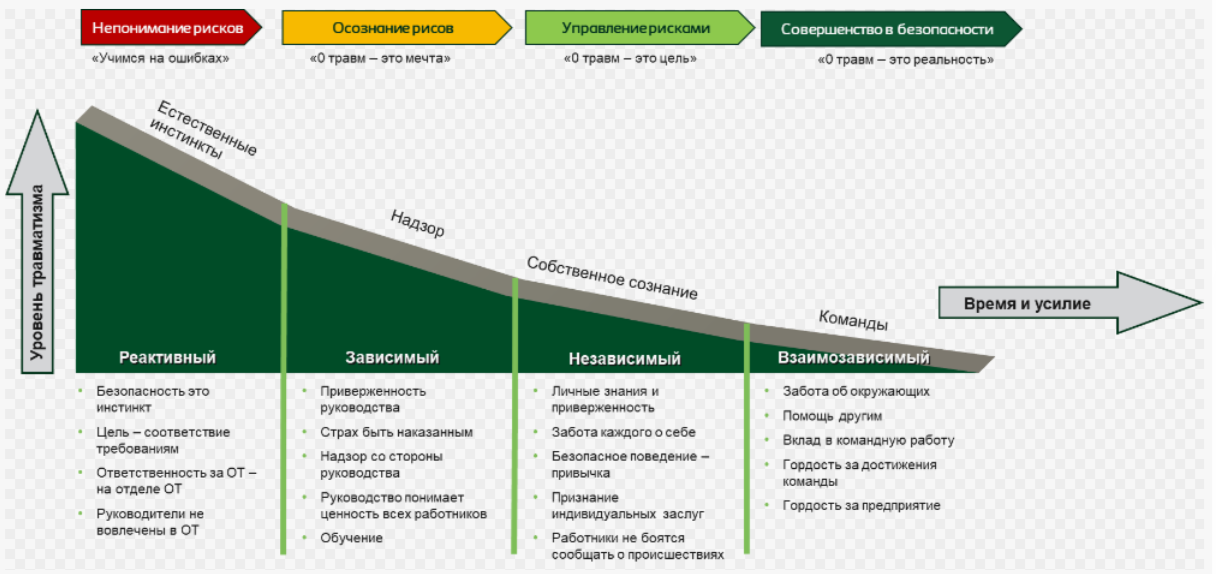 Непонимание рисков
Осознание рисов
Управление рисками
Совершенство в безопасности
«Учимся на ошибках»
«0 травм – это мечта»
«0 травм – это цель»
«0 травм – это реальность»
Естественные
инстинкты
Надзор
Собственное сознание
Команды
Уровень травматизма
Время и усилие
Реактивный
Зависимый
Независимый
Взаимозависимый
• Безопасность это
инстинкт
• Цель – соответствие
требованиям
• Ответственность за ОТ –
на отделе ОТ
• Руководители не
вовлечены в ОТ
• Приверженность
руководства
• Страх быть наказанным
• Надзор со стороны
руководства
• Руководство понимает
ценность всех работников
• Обучение
• Личные знания и
приверженность
• Забота каждого о себе
• Безопасное поведение –
привычка
• Признание
индивидуальных заслуг
• Работники не боятся
сообщать о происшествиях
• Забота об окружающих
• Помощь другим
• Вклад в командную работу
• Гордость за достижения
команды
• Гордость за предприятие